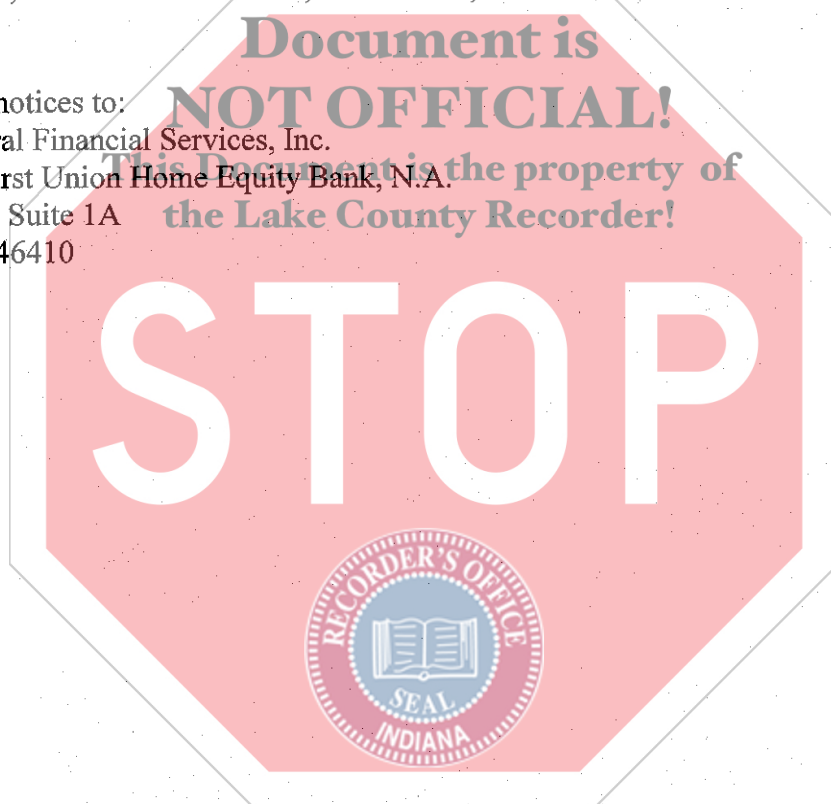 Document is
NOT OFFICIAL!
This Document is the property of
the Lake County Recorder!
notices to:
al Financial Services, Inc.
rst Union Home Equity Bank, N.A.
Suite 1A
46410
STOP
RECORDER'S OFFICE
SEAL
INDIANA